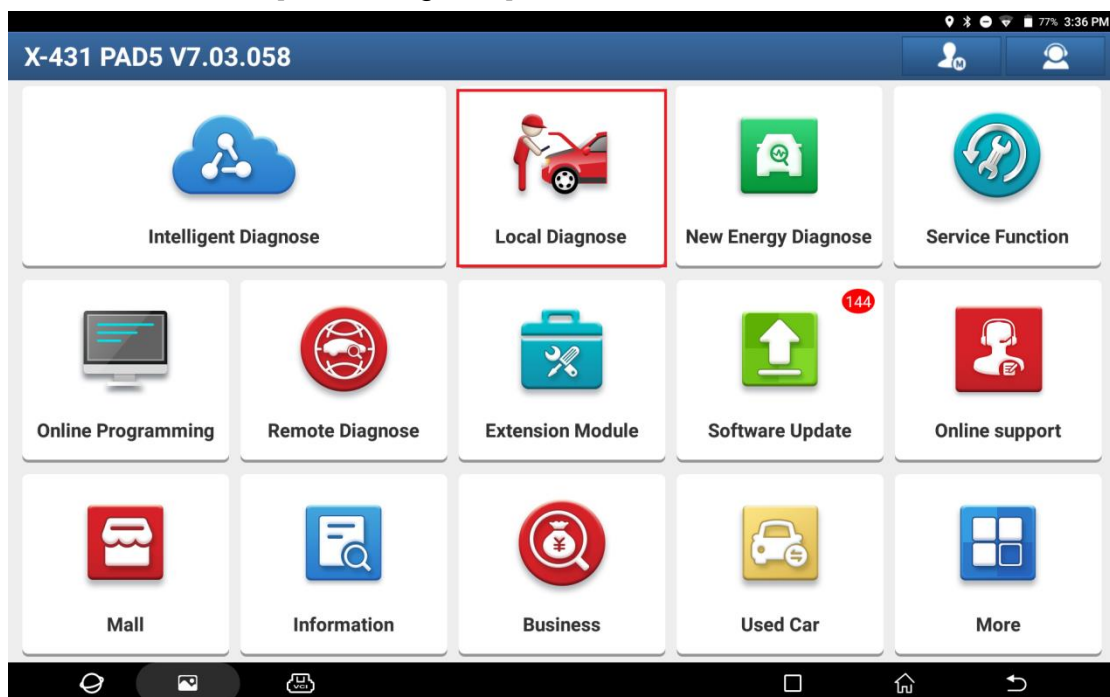 77% 3:36 PM
X-431 PAD5 V7.03.058
M
Intelligent Diagnose
Local Diagnose
New Energy Diagnose
Service Function
144
Online Programming
Remote Diagnose
Extension Module
Software Update
Online support
¥
Mall
Information
Business
Used Car
More
VCI